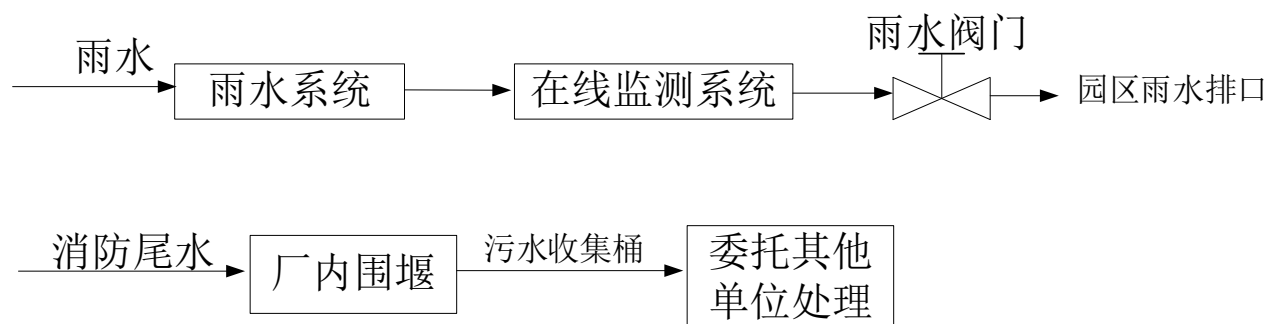 雨水
雨水系统
在线监测系统
雨水阀门
园区雨水排口
消防尾水
厂内围堰
污水收集桶
委托其他
单位处理